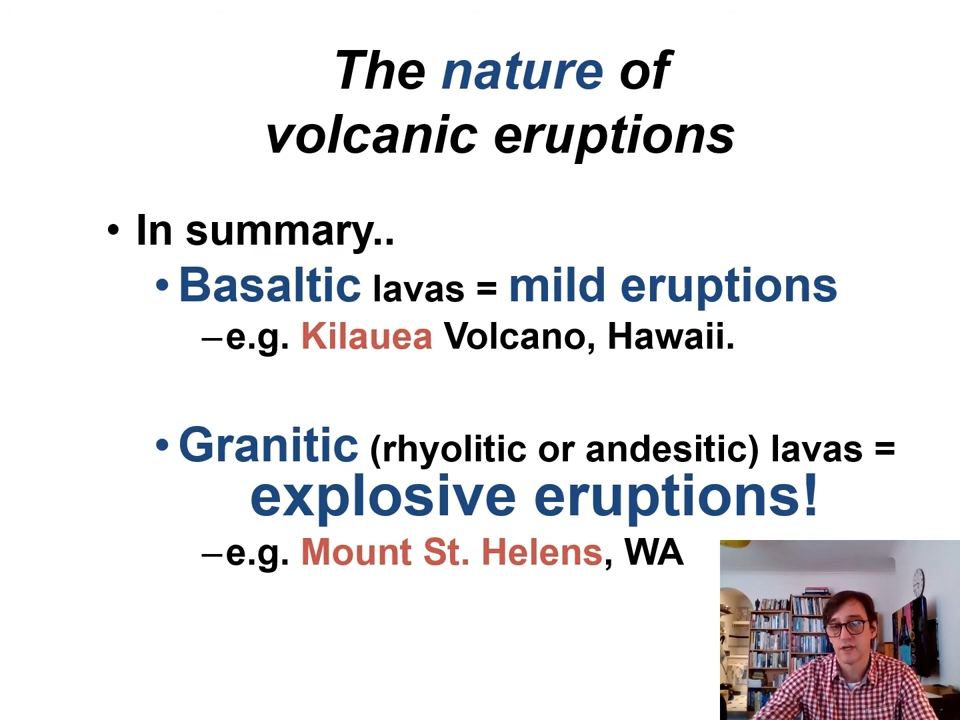 The nature of
volcanic eruptions
• In summary..
• Basaltic lavas = mild eruptions
–e.g. Kilauea Volcano, Hawaii.
• Granitic (rhyolitic or andesitic) lavas =
explosive eruptions!
–e.g. Mount St. Helens, WA